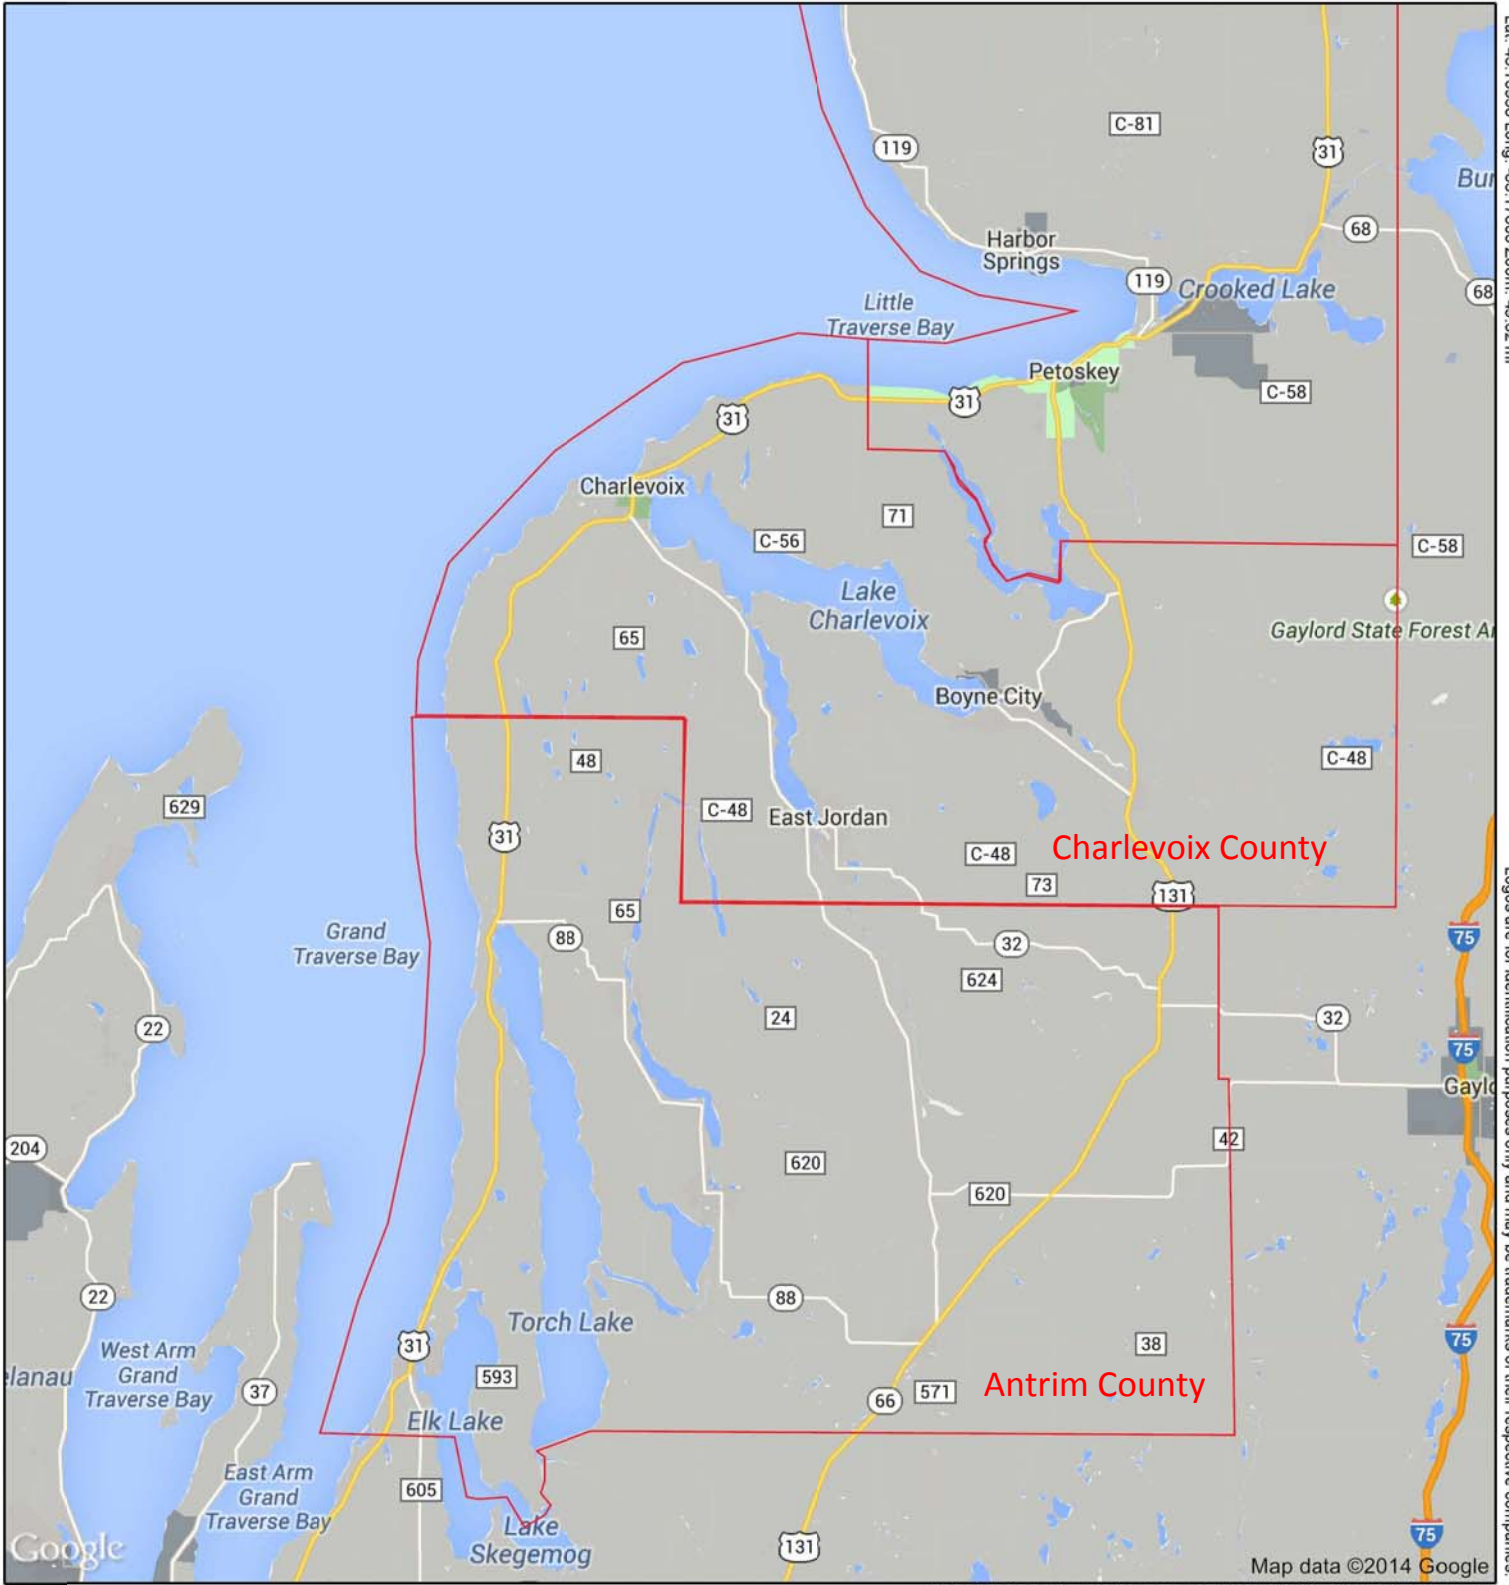 C-81
119
31
Bur
68
Harbor
Springs
119
Crooked Lake
68
Little
Traverse Bay
Petoskey
C-58
31
31
Charlevoix
71
C-56
C-58
Lake
Charlevoix
65
Gaylord State Forest Ar
Boyne City
48
C-48
629
C-48
East Jordan
31
C-48
Charlevoix County
73
131
65
Grand
Traverse Bay
88
32
75
624
24
32
22
75
Gaylo
204
42
620
620
22
88
Torch Lake
31
38
75
West Arm
Grand
Traverse Bay
elanau
593
37
66
571
Antrim County
Elk Lake
East Arm
Grand
Traverse Bay
605
Lake
Skegemog
131
75
Google
Map data ©2014 Google